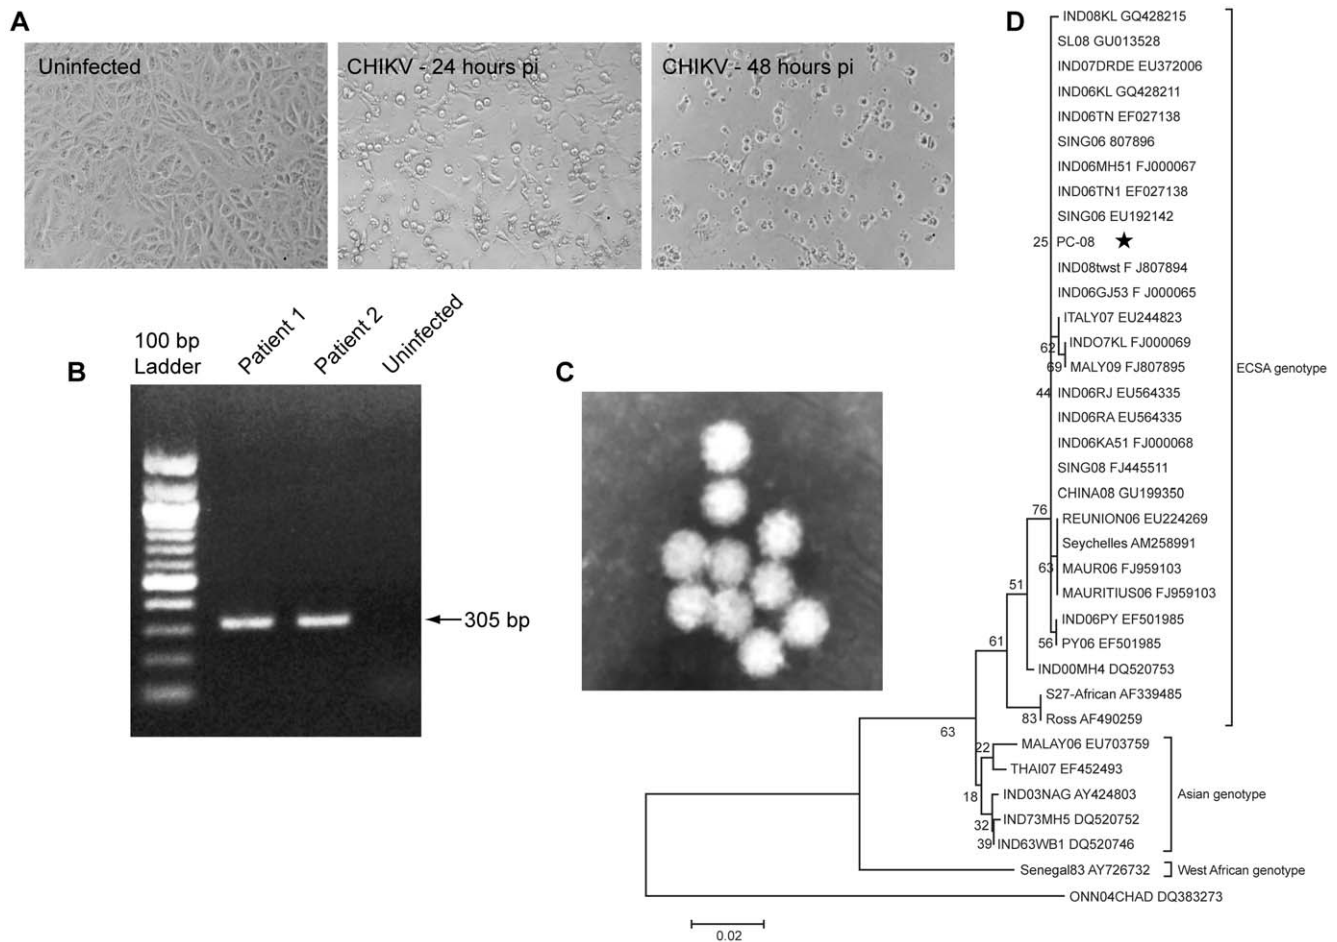 A
Uninfected
CHIKV - 24 hours pi
CHIKV - 48 hours pi
B
100 bp
Ladder
Patient 1
Patient 2
Uninfected
305 bp
C
D
IND08KL GQ428215
SL08 GU013528
IND07DRDE EU372006
IND06KL GQ428211
IND06TN EF027138
SING06 807896
IND06MH51 FJ000067
IND06TN1 EF027138
SING06 EU192142
25
PC-08
IND08twst F J807894
IND06GJ53 F J000065
ITALY07 EU244823
62
INDO7KL FJ000069
69
MALY09 FJ807895
44
IND06RJ EU564335
IND06RA EU564335
IND06KA51 FJ000068
SING08 FJ445511
CHINA08 GU199350
76
REUNION06 EU224269
Seychelles AM258991
63
MAUR06 FJ959103
MAURITIUS06 FJ959103
51
IND06PY EF501985
56
PY06 EF501985
61
IND00MH4 DQ520753
S27-African AF339485
83
Ross AF490259
ECSA genotype
63
22
MALAY06 EU703759
THAI07 EF452493
18
IND03NAG AY424803
32
IND73MH5 DQ520752
39
IND63WB1 DQ520746
Asian genotype
Senegal83 AY726732
West African genotype
ONN04CHAD DQ383273
0.02